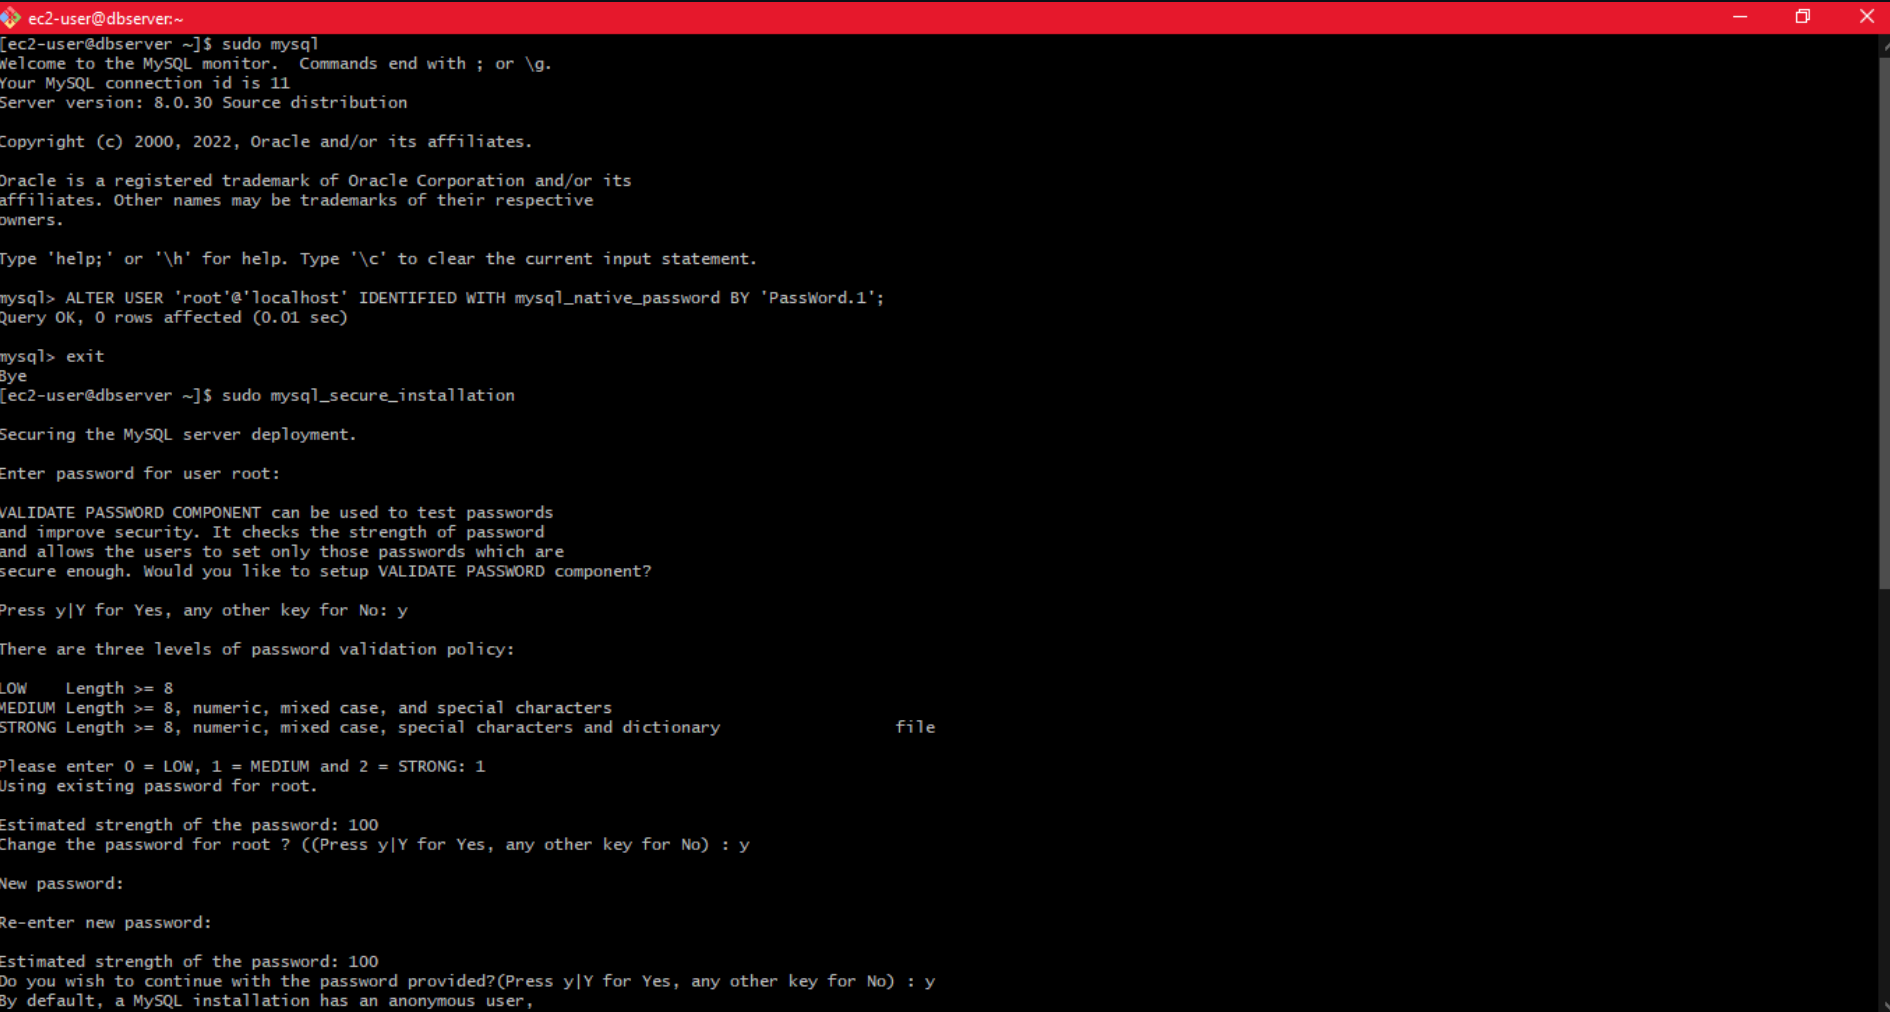 ec2-user@dbserver:~
[ec2-user@dbserver ~]$ sudo mysql
Welcome to the MySQL monitor.  Commands end with ; or \g.
Your MySQL connection id is 11
Server version: 8.0.30 Source distribution
Copyright (c) 2000, 2022, Oracle and/or its affiliates.
Oracle is a registered trademark of Oracle Corporation and/or its
affiliates. Other names may be trademarks of their respective
owners.
Type 'help;' or '\h' for help. Type '\c' to clear the current input statement.
mysql> ALTER USER 'root'@'localhost' IDENTIFIED WITH mysql_native_password BY 'PassWord.1';
Query OK, 0 rows affected (0.01 sec)
mysql> exit
Bye
[ec2-user@dbserver ~]$ sudo mysql_secure_installation
Securing the MySQL server deployment.
Enter password for user root:
VALIDATE PASSWORD COMPONENT can be used to test passwords
and improve security. It checks the strength of password
and allows the users to set only those passwords which are
secure enough. Would you like to setup VALIDATE PASSWORD component?
Press y|Y for Yes, any other key for No: y
There are three levels of password validation policy:
LOW    Length >= 8
MEDIUM Length >= 8, numeric, mixed case, and special characters
STRONG Length >= 8, numeric, mixed case, special characters and dictionary                  file
Please enter 0 = LOW, 1 = MEDIUM and 2 = STRONG: 1
Using existing password for root.
Estimated strength of the password: 100
Change the password for root ? ((Press y|Y for Yes, any other key for No) : y
New password:
Re-enter new password:
Estimated strength of the password: 100
Do you wish to continue with the password provided?(Press y|Y for Yes, any other key for No) : y
By default, a MySQL installation has an anonymous user,